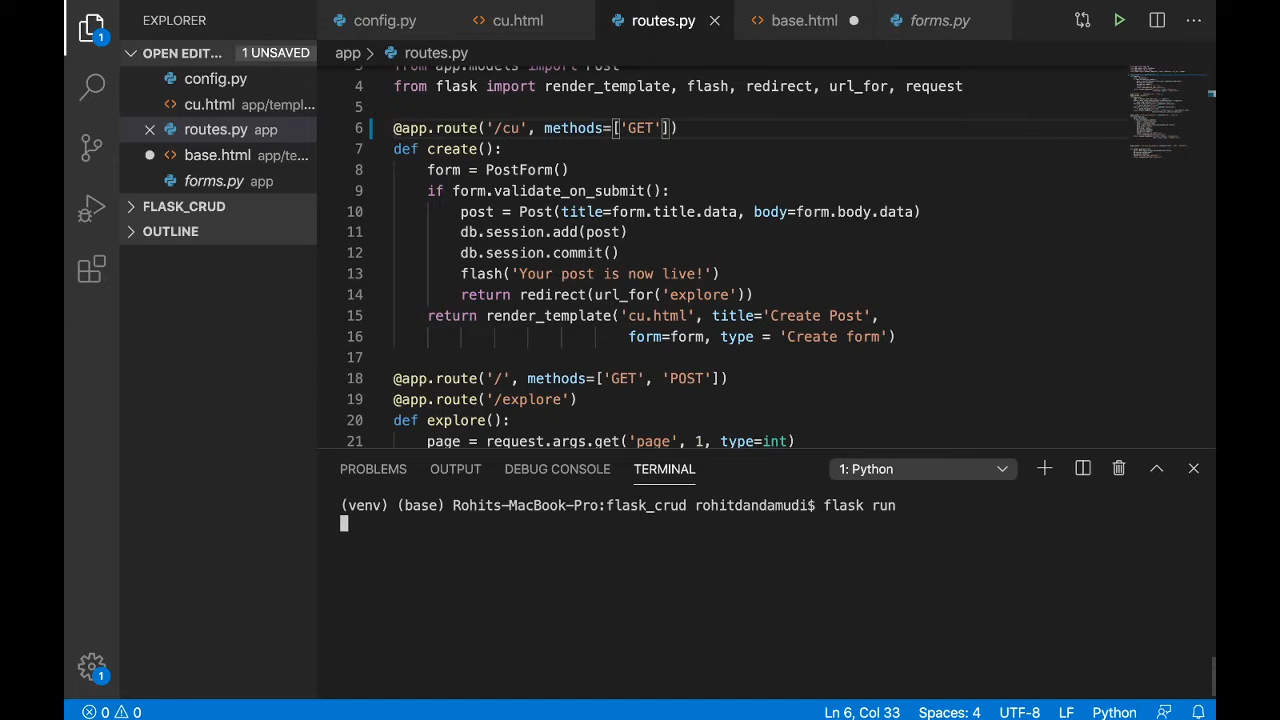 EXPLORER
config.py
cu.html
routes.py
base.html
forms.py
1
OPEN EDIT... 1 UNSAVED
config.py
cu.html app/templ...
routes.py app
base.html app/te...
forms.py app
FLASK_CRUD
OUTLINE
app
routes.py
3 from app.models import Post
4 from flask import render_template, flash, redirect, url_for, request
5
6 @app.route('/cu', methods=['GET'])
7 def create():
8 form = PostForm()
9 if form.validate_on_submit():
10 post = Post(title=form.title.data, body=form.body.data)
11 db.session.add(post)
12 db.session.commit()
13 flash('Your post is now live!')
14 return redirect(url_for('explore'))
15 return render_template('cu.html', title='Create Post',
16 form=form, type = 'Create form')
17
18 @app.route('/', methods=['GET', 'POST'])
19 @app.route('/explore')
20 def explore():
21 page = request.args.get('page', 1, type=int)
PROBLEMS OUTPUT DEBUG CONSOLE TERMINAL
1: Python
(venv) (base) Rohits-MacBook-Pro:flask_crud rohitdandamudi$ flask run
1
0 0
Ln 6, Col 33 Spaces: 4 UTF-8 LF Python